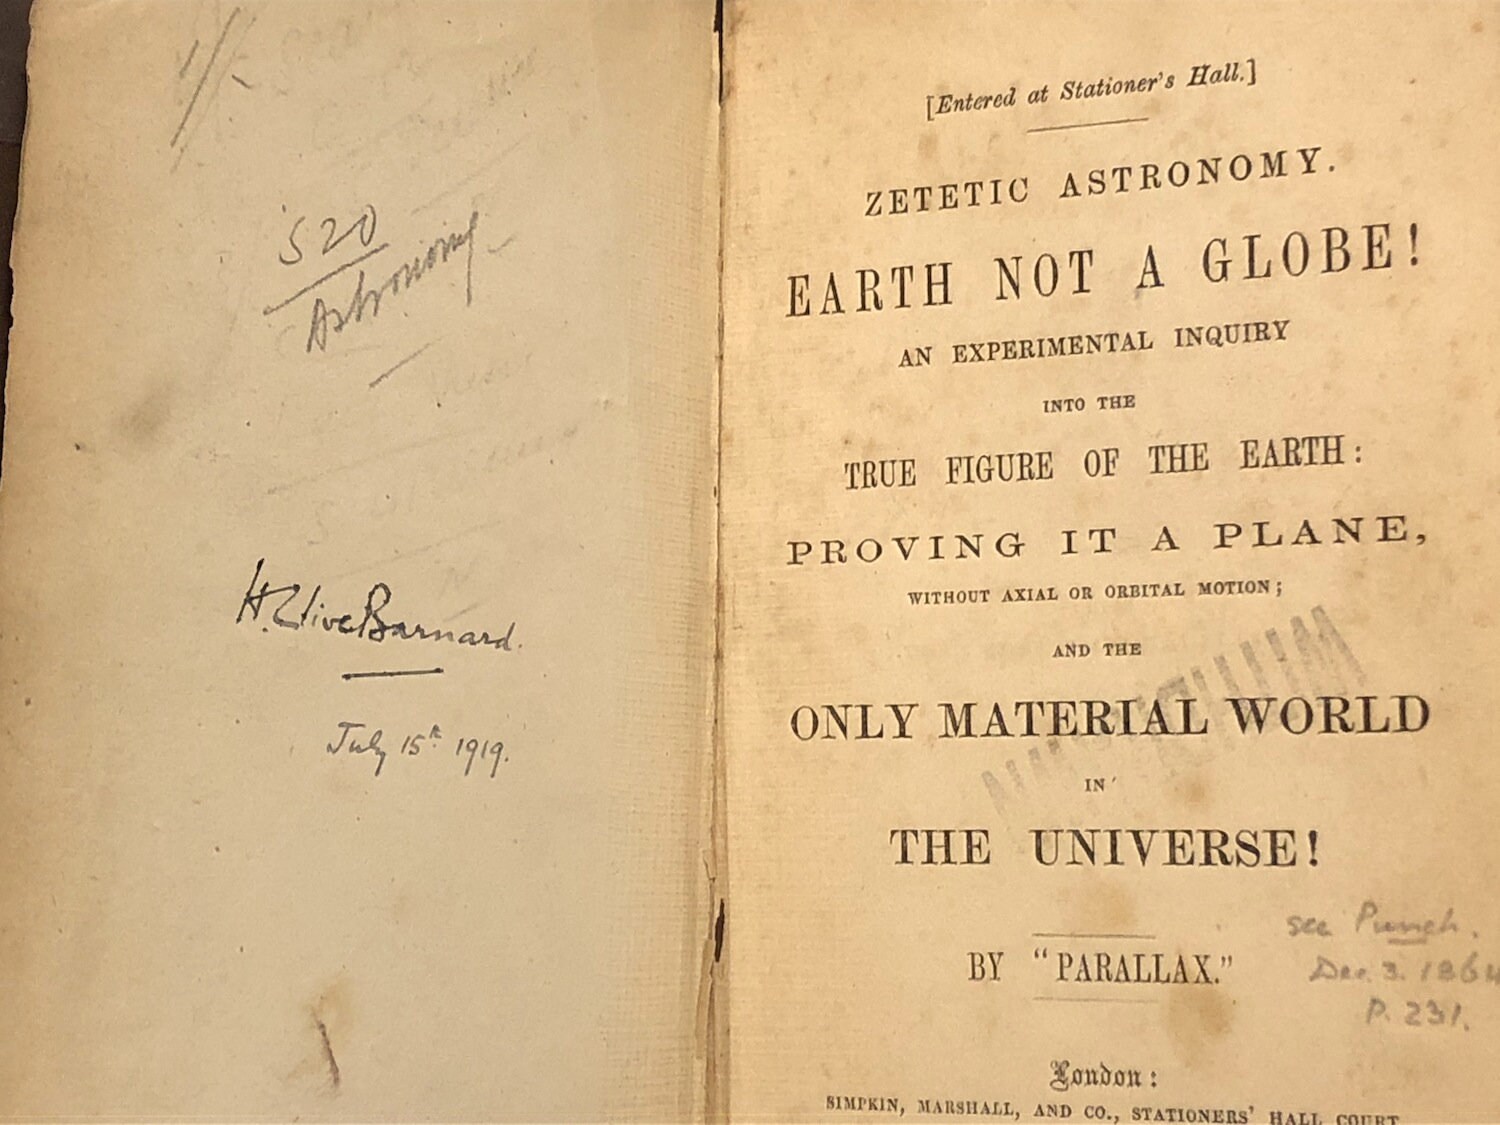 1/-
520
Astronomy
H. Clive Barnard.
July 15th 1919.
[Entered at Stationer's Hall.]
ZETETIC ASTRONOMY.
EARTH NOT A GLOBE!
AN EXPERIMENTAL INQUIRY
INTO THE
TRUE FIGURE OF THE EARTH:
PROVING IT A PLANE,
WITHOUT AXIAL OR ORBITAL MOTION;
AND THE
ONLY MATERIAL WORLD
IN
THE UNIVERSE!
BY "PARALLAX."
see Punch.
Dec. 3. 1864
P. 231.
London:
SIMPKIN, MARSHALL, AND CO., STATIONERS' HALL COURT